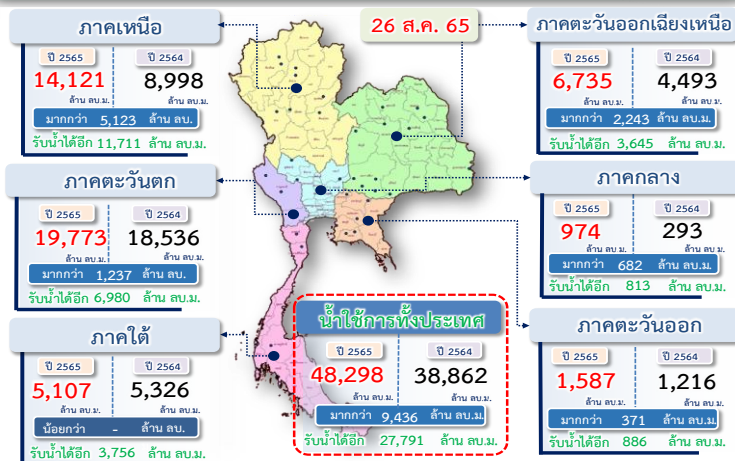 ภาคเหนือ
ปี 2565 ปี 2564
14,121 8,998
ล้าน ลบ.ม. ล้าน ลบ.ม.
มากกว่า 5,123 ล้าน ลบ.
รับน้ำได้อีก 11,711 ล้าน ลบ.ม.
26 ส.ค. 65
ภาคตะวันออกเฉียงเหนือ
ปี 2565 ปี 2564
6,735 4,493
ล้าน ลบ.ม. ล้าน ลบ.ม.
มากกว่า 2,243 ล้าน ลบ.ม.
รับน้ำได้อีก 3,645 ล้าน ลบ.ม.
ภาคตะวันตก
ปี 2565 ปี 2564
19,773 18,536
ล้าน ลบ.ม. ล้าน ลบ.ม.
มากกว่า 1,237 ล้าน ลบ.
รับน้ำได้อีก 6,980 ล้าน ลบ.ม.
ภาคกลาง
ปี 2565 ปี 2564
974 293
ล้าน ลบ.ม. ล้าน ลบ.ม.
มากกว่า 682 ล้าน ลบ.ม.
รับน้ำได้อีก 813 ล้าน ลบ.ม.
ภาคใต้
ปี 2565 ปี 2564
5,107 5,326
ล้าน ลบ.ม. ล้าน ลบ.ม.
น้อยกว่า - ล้าน ลบ.
รับน้ำได้อีก 3,756 ล้าน ลบ.ม.
น้ำใช้การทั้งประเทศ
ปี 2565 ปี 2564
48,298 38,862
ล้าน ลบ.ม. ล้าน ลบ.ม.
มากกว่า 9,436 ล้าน ลบ.ม.
รับน้ำได้อีก 27,791 ล้าน ลบ.ม.
ภาคตะวันออก
ปี 2565 ปี 2564
1,587 1,216
ล้าน ลบ.ม. ล้าน ลบ.ม.
มากกว่า 371 ล้าน ลบ.ม.
รับน้ำได้อีก 886 ล้าน ลบ.ม.